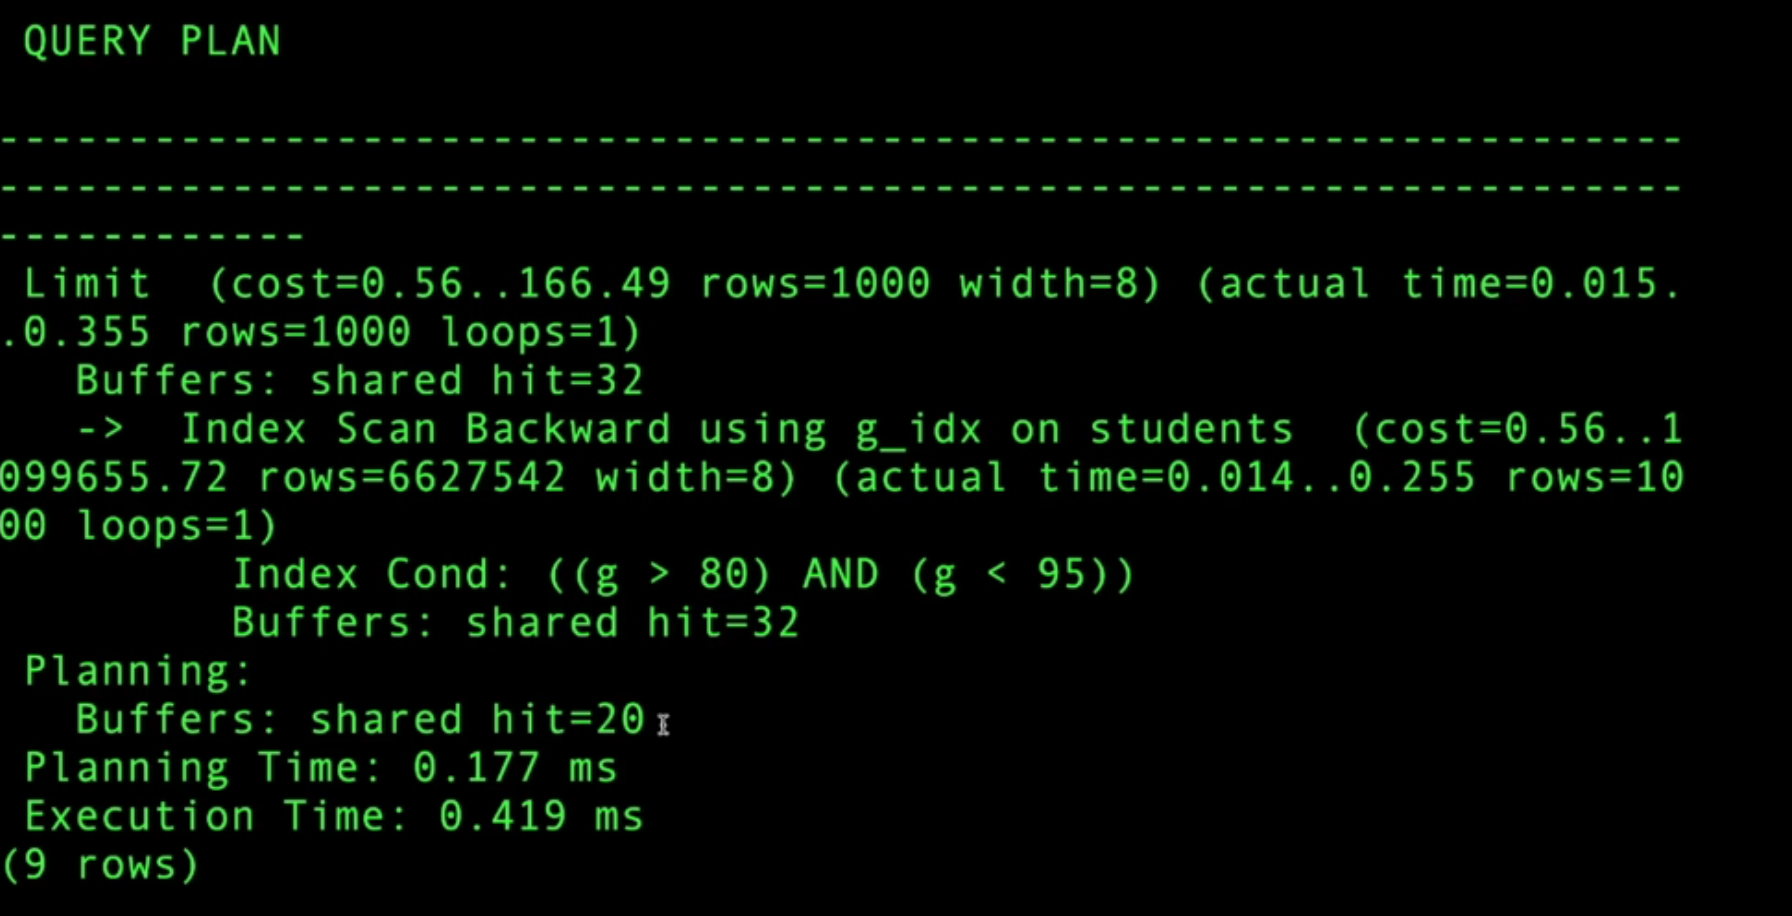 QUERY PLAN
-----------------------------------------------------------------
-----------------------------------------------------------------
------------
Limit  (cost=0.56..166.49 rows=1000 width=8) (actual time=0.015.
.0.355 rows=1000 loops=1)
Buffers: shared hit=32
->  Index Scan Backward using g_idx on students  (cost=0.56..1
099655.72 rows=6627542 width=8) (actual time=0.014..0.255 rows=10
00 loops=1)
Index Cond: ((g > 80) AND (g < 95))
Buffers: shared hit=32
Planning:
Buffers: shared hit=20
Planning Time: 0.177 ms
Execution Time: 0.419 ms
(9 rows)